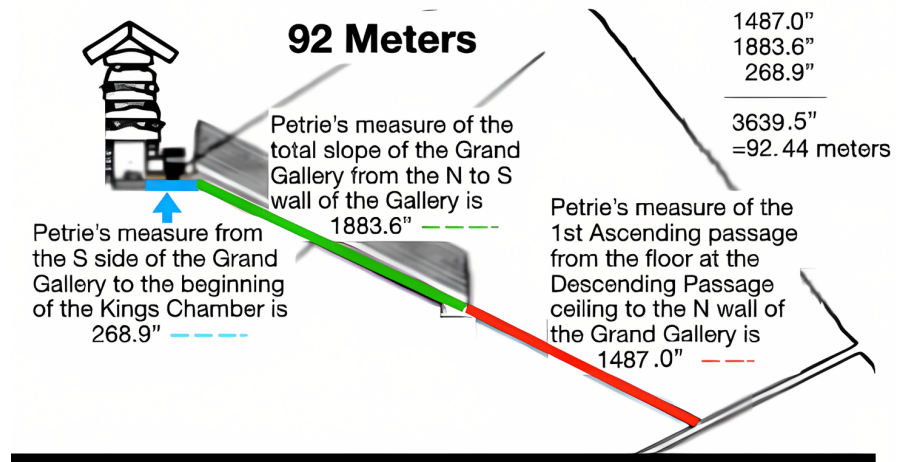 92 Meters
1487.0”
1883.6”
268.9”
3639.5”
=92.44 meters
Petrie's measure of the
total slope of the Grand
Gallery from the N to S
wall of the Gallery is
1883.6”
Petrie's measure from
the S side of the Grand
Gallery to the beginning
of the Kings Chamber is
268.9”
Petrie's measure of the
1st Ascending passage
from the floor at the
Descending Passage
ceiling to the N wall of
the Grand Gallery is
1487.0”